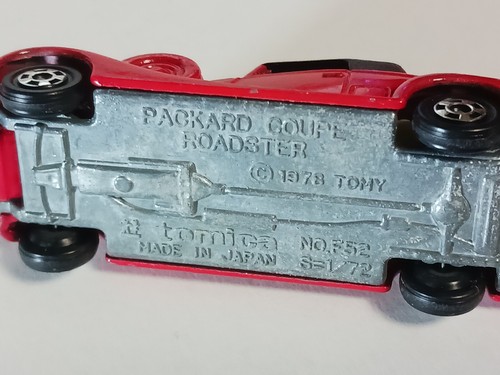 PACKARD COUPE
ROADSTER
© 1978 TOMY
tomica NO.F52
MADE IN JAPAN S=1/72